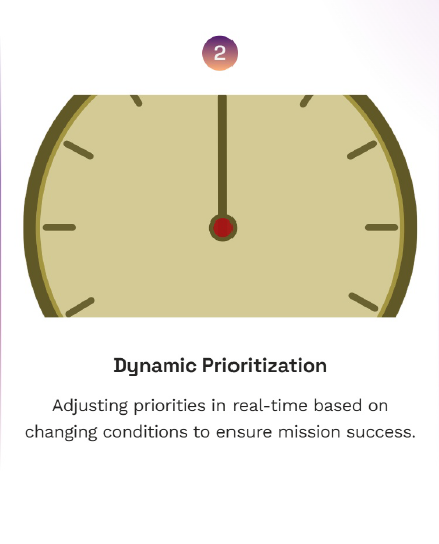 2
Dynamic Prioritization
Adjusting priorities in real-time based on
changing conditions to ensure mission success.